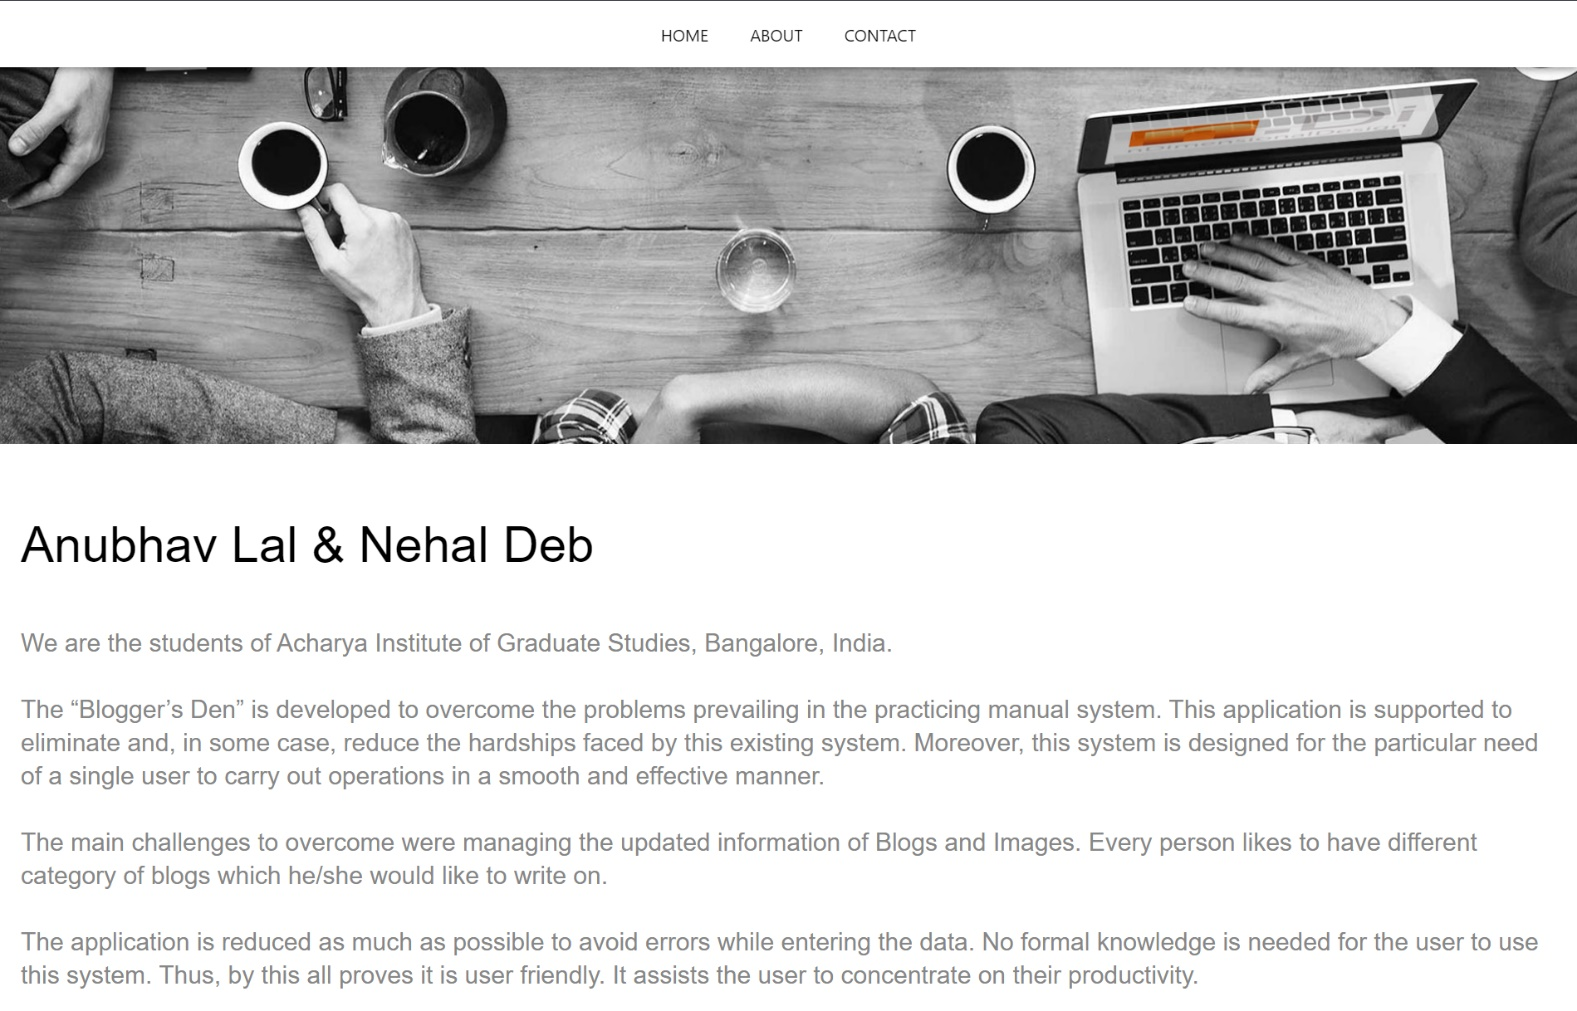 HOME ABOUT CONTACT
Anubhav Lal & Nehal Deb
We are the students of Acharya Institute of Graduate Studies, Bangalore, India.
The “Blogger’s Den” is developed to overcome the problems prevailing in the practicing manual system. This application is supported to
eliminate and, in some case, reduce the hardships faced by this existing system. Moreover, this system is designed for the particular need
of a single user to carry out operations in a smooth and effective manner.
The main challenges to overcome were managing the updated information of Blogs and Images. Every person likes to have different
category of blogs which he/she would like to write on.
The application is reduced as much as possible to avoid errors while entering the data. No formal knowledge is needed for the user to use
this system. Thus, by this all proves it is user friendly. It assists the user to concentrate on their productivity.